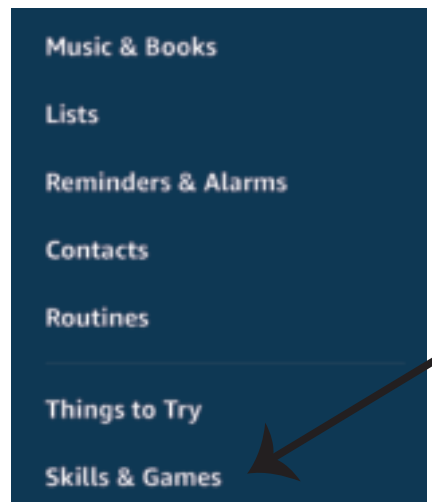 Music & Books
Lists
Reminders & Alarms
Contacts
Routines
Things to Try
Skills & Games